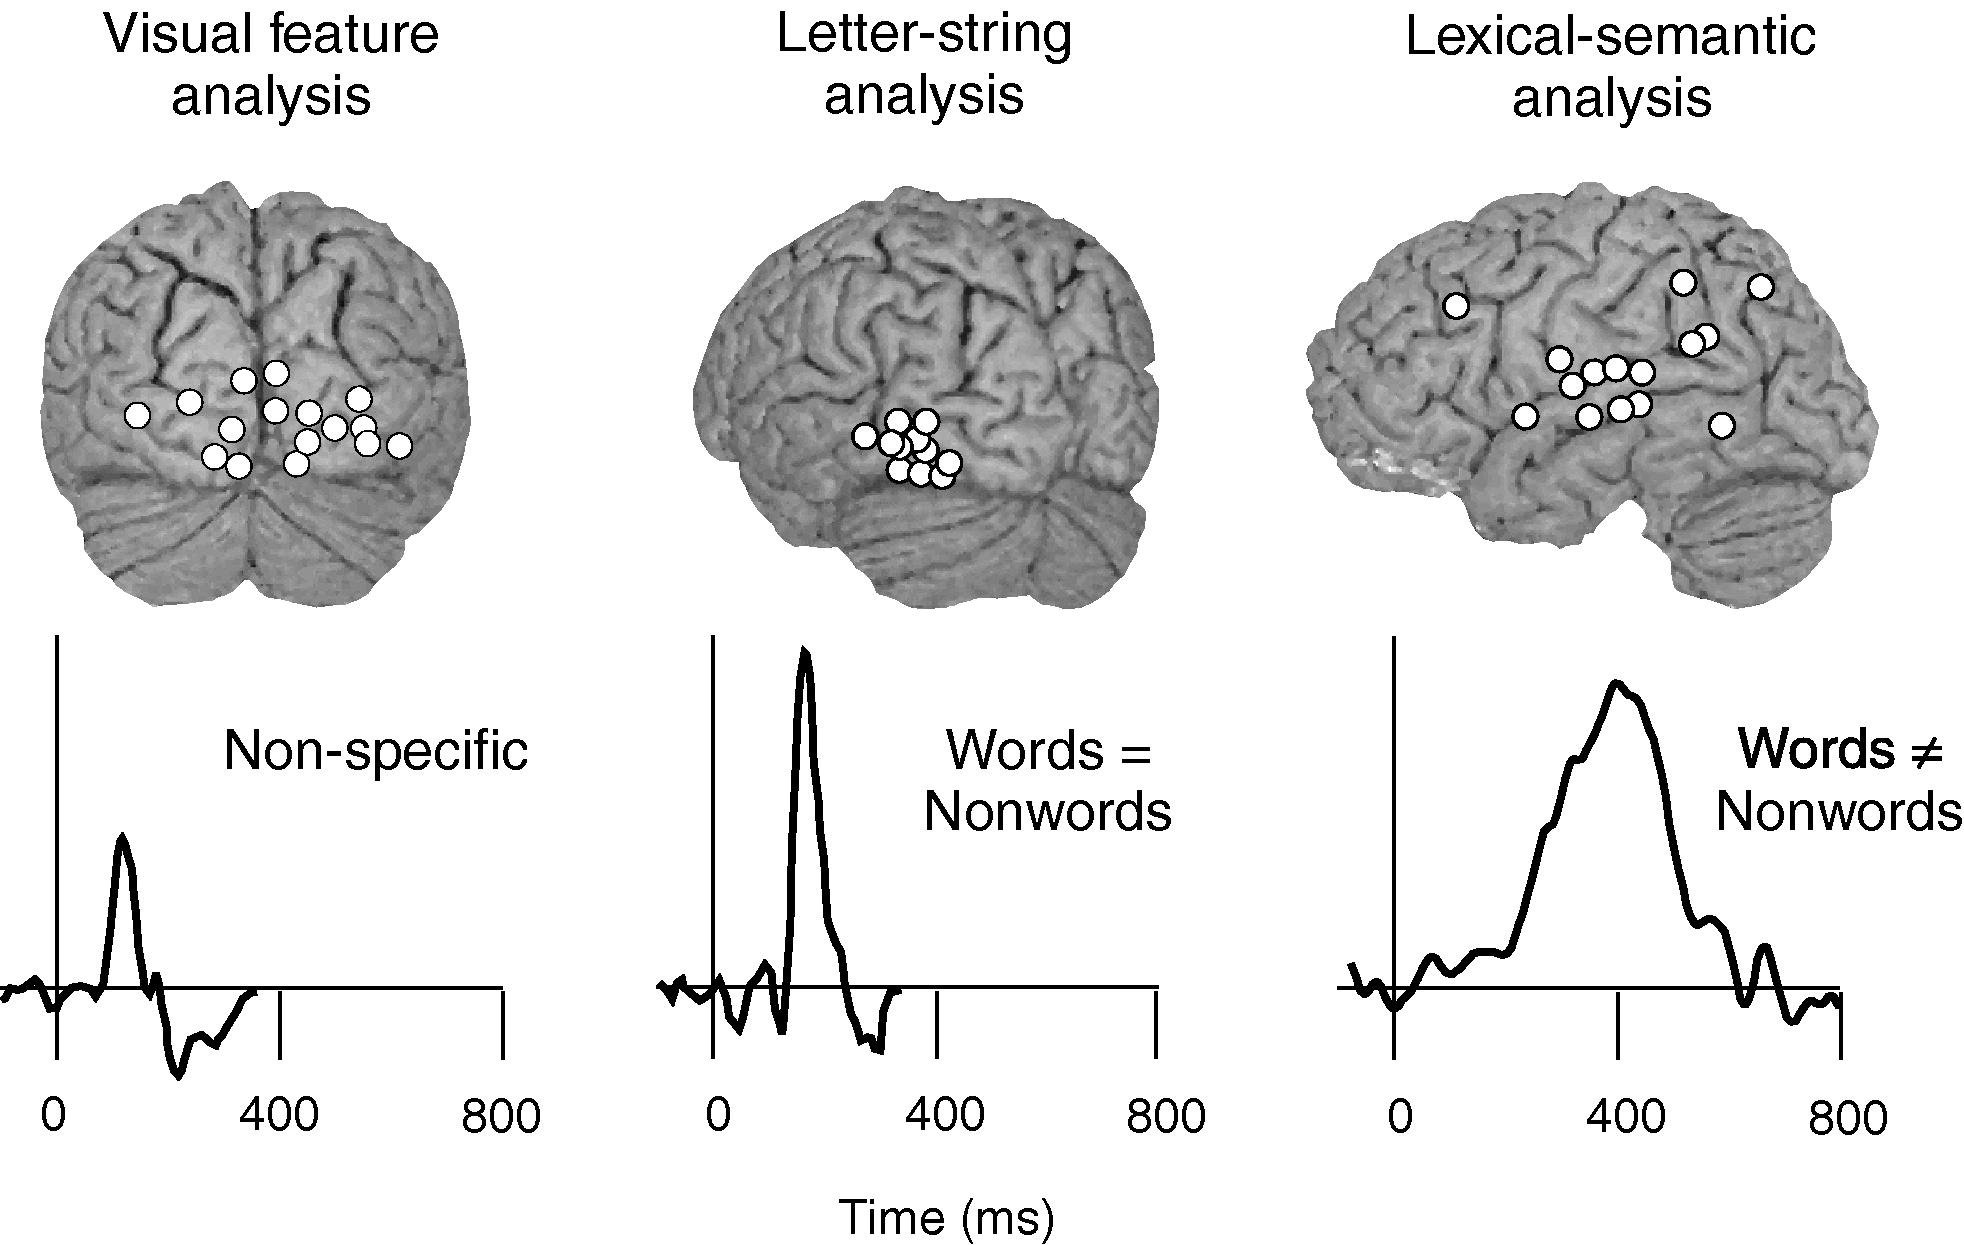 Visual feature
analysis
Letter-string
analysis
Lexical-semantic
analysis
Non-specific
Words =
Nonwords
Words ≠
Nonwords
0 400 800
0 400 800
0 400 800
Time (ms)